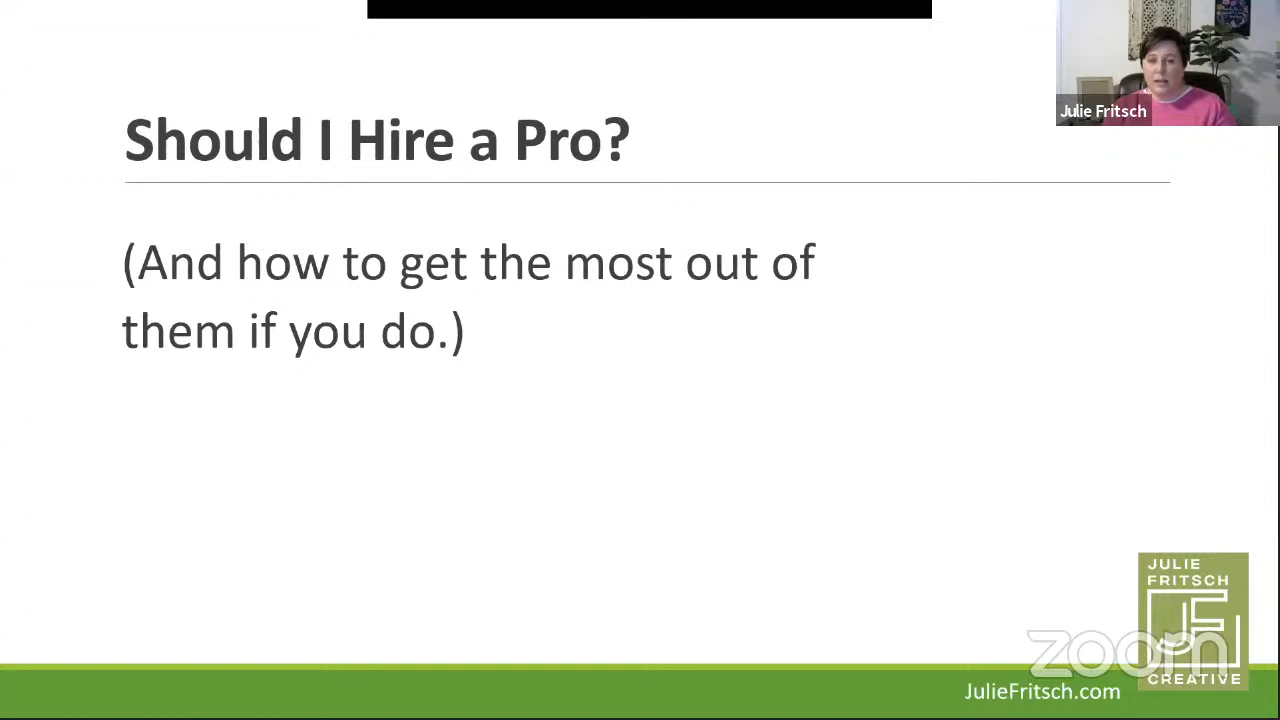 Julie Fritsch
Should I Hire a Pro?
(And how to get the most out of
them if you do.)
JULIE
FRITSCH
JF
zoom
CREATIVE
JulieFritsch.com